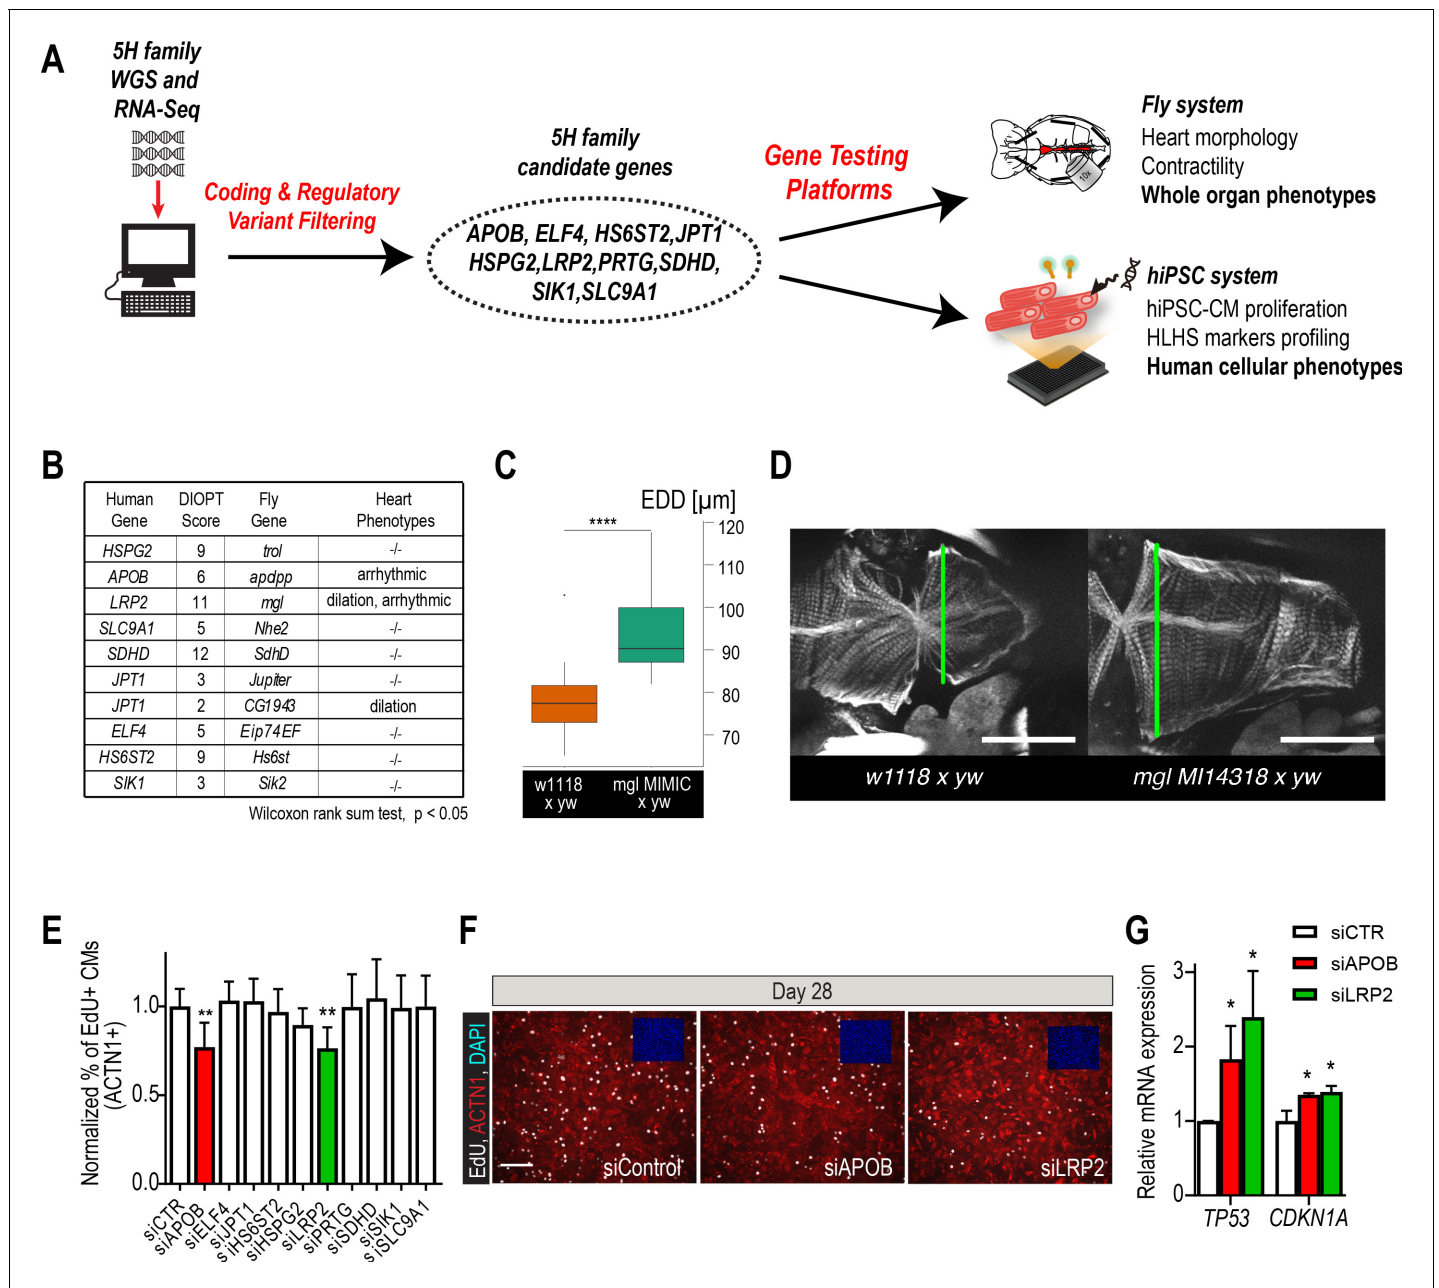 A
5H family
WGS and
RNA-Seq
Coding & Regulatory
Variant Filtering
5H family
candidate genes
APOB, ELF4, HS6ST2,JPT1
HSPG2,LRP2,PRTG,SDHD,
SIK1,SLC9A1
Gene Testing
Platforms
10x
Fly system
Heart morphology
Contractility
Whole organ phenotypes
hiPSC system
hiPSC-CM proliferation
HLHS markers profiling
Human cellular phenotypes
B
Human Gene DIOPT Score Fly Gene Heart Phenotypes
HSPG2 9 trol -/-
APOB 6 apdpp arrhythmic
LRP2 11 mgl dilation, arrhythmic
SLC9A1 5 Nhe2 -/-
SDHD 12 SdhD -/-
JPT1 3 Jupiter -/-
JPT1 2 CG1943 dilation
ELF4 5 Eip74EF -/-
HS6ST2 9 Hs6st -/-
SIK1 3 Sik2 -/-
Wilcoxon rank sum test, p < 0.05
C
EDD [µm]
****
120
110
100
90
80
70
w1118
x yw
mgl MIMIC
x yw
D
w1118 x yw
mgl MI14318 x yw
E
Normalized % of EdU+ CMs
(ACTN1+)
1.0
0.5
0.0
** **
siCTR
siAPOB
siELF4
siJPT1
siHS6ST2
siHSPG2
siLRP2
siPRTG
siSDHD
siSIK1
siSLC9A1
F
Day 28
EdU, ACTN1, DAPI
siControl
siAPOB
siLRP2
G
siCTR
siAPOB
siLRP2
Relative mRNA expression
3
2
1
0
* * * *
TP53 CDKN1A